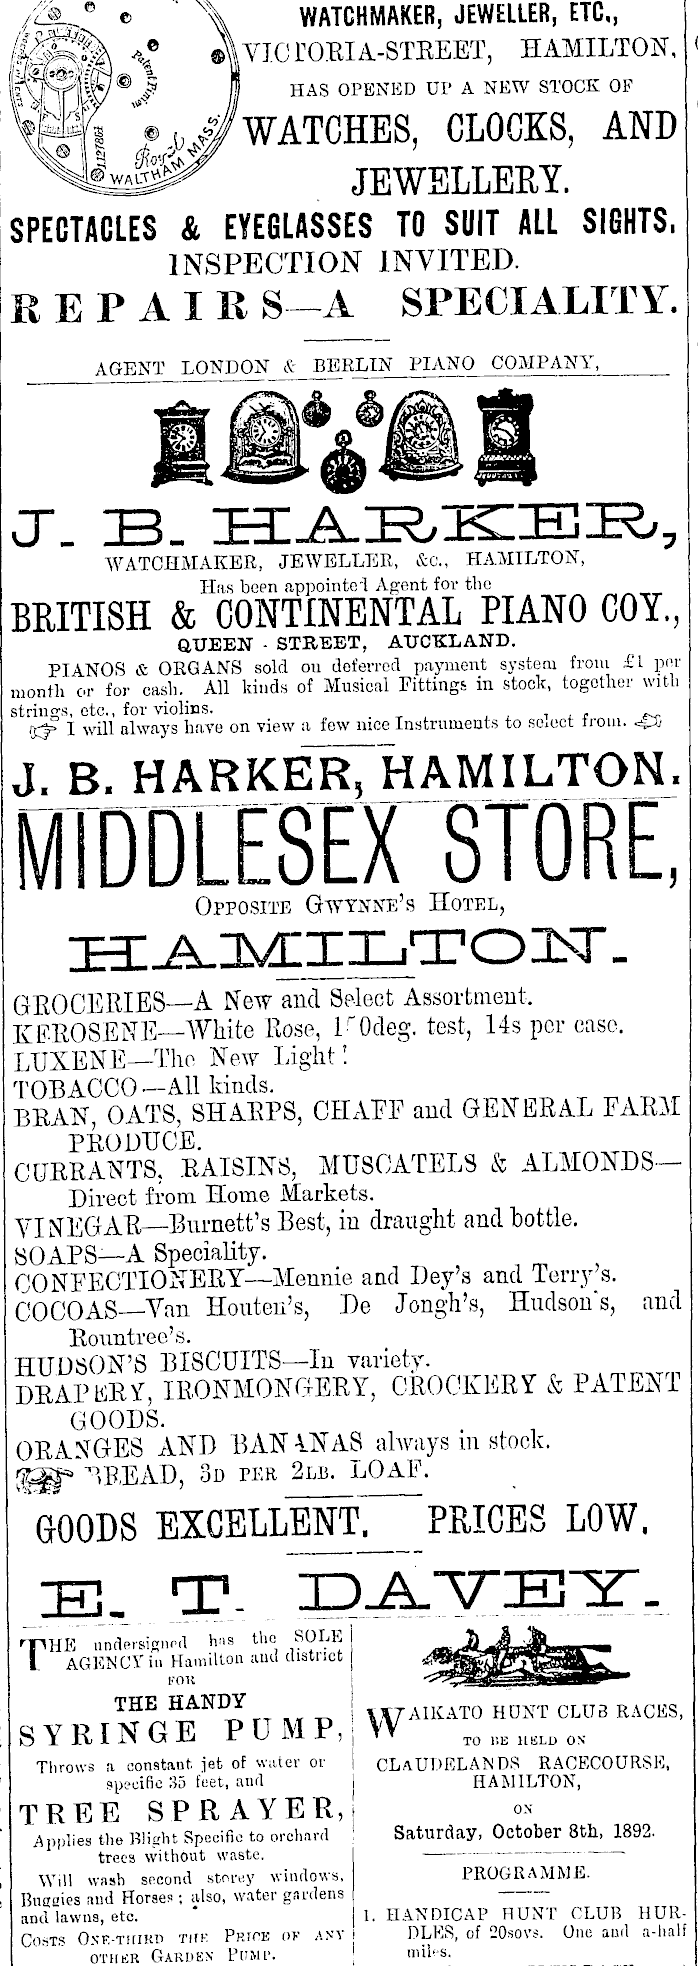 Patent Pinion
Royal
WALTHAM MASS.
WATCHMAKER, JEWELLER, ETC.,
VICTORIA-STREET, HAMILTON,
HAS OPENED UP A NEW STOCK OF
WATCHES, CLOCKS, AND
JEWELLERY.
SPECTACLES & EYEGLASSES TO SUIT ALL SIGHTS.
INSPECTION INVITED.
REPAIRS—A SPECIALITY.
AGENT LONDON & BERLIN PIANO COMPANY,
J. B. HARKER,
WATCHMAKER, JEWELLER, &c., HAMILTON,
Has been appointed Agent for the
BRITISH & CONTINENTAL PIANO COY.,
QUEEN - STREET, AUCKLAND.
PIANOS & ORGANS sold on deferred payment system from £1 per
month or for cash. All kinds of Musical Fittings in stock, together with
strings, etc., for violins.
I will always have on view a few nice Instruments to select from.
J. B. HARKER, HAMILTON.
MIDDLESEX STORE,
OPPOSITE GWYNNE'S HOTEL,
HAMILTON.
GROCERIES—A New and Select Assortment.
KEROSENE—White Rose, 150deg. test, 14s per case.
LUXENE—The New Light!
TOBACCO—All kinds.
BRAN, OATS, SHARPS, CHAFF and GENERAL FARM
PRODUCE.
CURRANTS, RAISINS, MUSCATELS & ALMONDS—
Direct from Home Markets.
VINEGAR—Burnett's Best, in draught and bottle.
SOAPS—A Speciality.
CONFECTIONERY—Mennie and Dey's and Terry's.
COCOAS—Van Houten's, De Jongh's, Hudson's, and
Rountree's.
HUDSON'S BISCUITS—In variety.
DRAPERY, IRONMONGERY, CROCKERY & PATENT
GOODS.
ORANGES AND BANANAS always in stock.
BREAD, 3D PER 2LB. LOAF.
GOODS EXCELLENT. PRICES LOW.
E. T. DAVEY.
THE undersigned has the SOLE
AGENCY in Hamilton and district
FOR
THE HANDY
SYRINGE PUMP,
Throws a constant jet of water or
specific 35 feet, and
TREE SPRAYER,
Applies the Blight Specific to orchard
trees without waste.
Will wash second storey windows,
Buggies and Horses; also, water gardens
and lawns, etc.
COSTS ONE-THIRD THE PRICE OF ANY
OTHER GARDEN PUMP.
WAIKATO HUNT CLUB RACES,
TO BE HELD ON
CLAUDELANDS RACECOURSE,
HAMILTON,
ON
Saturday, October 8th, 1892.
PROGRAMME.
1. HANDICAP HUNT CLUB HUR-
DLES, of 20sovs. One and a-half
miles.